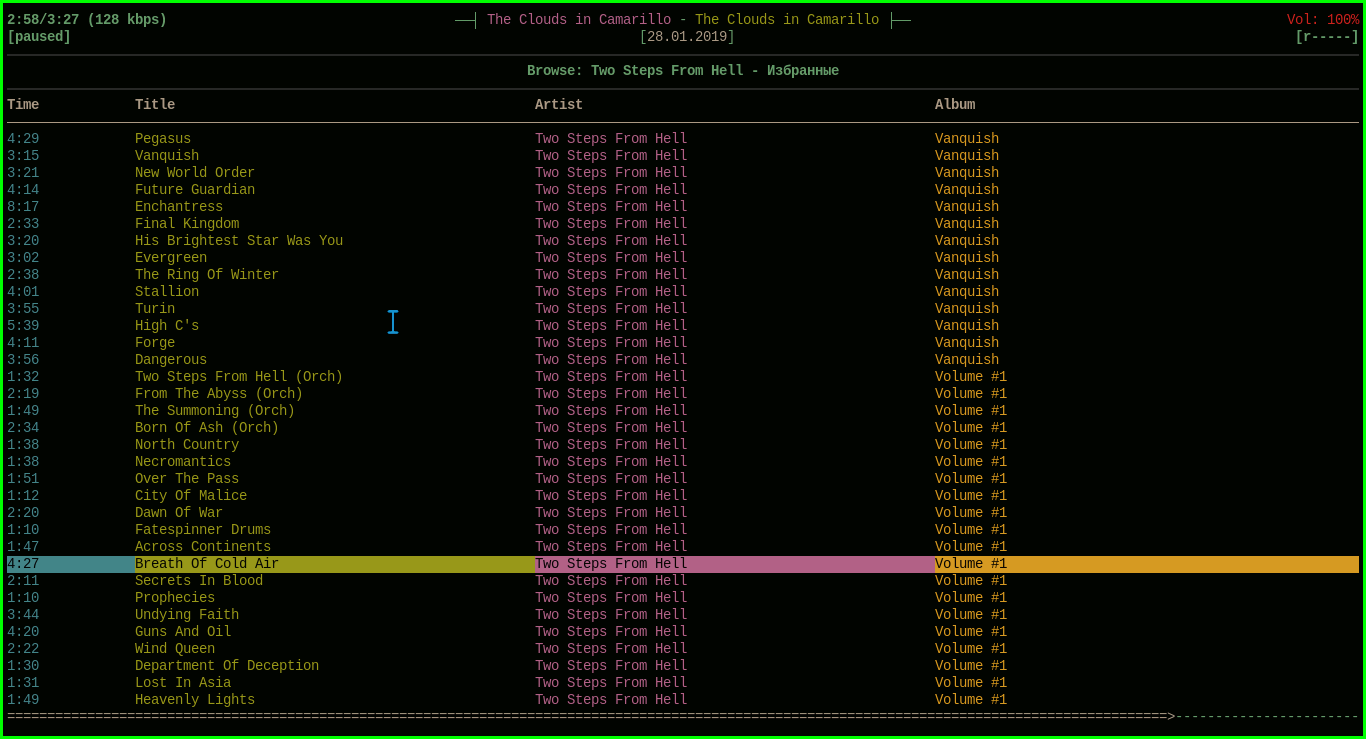 2:58/3:27 (128 kbps) ──┤ The Clouds in Camarillo - The Clouds in Camarillo ├── Vol: 100%
[paused] [28.01.2019] [r-----]
Browse: Two Steps From Hell - Избранные
Time Title Artist Album
4:29 Pegasus Two Steps From Hell Vanquish
3:15 Vanquish Two Steps From Hell Vanquish
3:21 New World Order Two Steps From Hell Vanquish
4:14 Future Guardian Two Steps From Hell Vanquish
8:17 Enchantress Two Steps From Hell Vanquish
2:33 Final Kingdom Two Steps From Hell Vanquish
3:20 His Brightest Star Was You Two Steps From Hell Vanquish
3:02 Evergreen Two Steps From Hell Vanquish
2:38 The Ring Of Winter Two Steps From Hell Vanquish
4:01 Stallion Two Steps From Hell Vanquish
3:55 Turin Two Steps From Hell Vanquish
5:39 High C's Two Steps From Hell Vanquish
4:11 Forge Two Steps From Hell Vanquish
3:56 Dangerous Two Steps From Hell Vanquish
1:32 Two Steps From Hell (Orch) Two Steps From Hell Volume #1
2:19 From The Abyss (Orch) Two Steps From Hell Volume #1
1:49 The Summoning (Orch) Two Steps From Hell Volume #1
2:34 Born Of Ash (Orch) Two Steps From Hell Volume #1
1:38 North Country Two Steps From Hell Volume #1
1:38 Necromantics Two Steps From Hell Volume #1
1:51 Over The Pass Two Steps From Hell Volume #1
1:12 City Of Malice Two Steps From Hell Volume #1
2:20 Dawn Of War Two Steps From Hell Volume #1
1:10 Fatespinner Drums Two Steps From Hell Volume #1
1:47 Across Continents Two Steps From Hell Volume #1
4:27 Breath Of Cold Air Two Steps From Hell Volume #1
2:11 Secrets In Blood Two Steps From Hell Volume #1
1:10 Prophecies Two Steps From Hell Volume #1
3:44 Undying Faith Two Steps From Hell Volume #1
4:20 Guns And Oil Two Steps From Hell Volume #1
2:22 Wind Queen Two Steps From Hell Volume #1
1:30 Department Of Deception Two Steps From Hell Volume #1
1:31 Lost In Asia Two Steps From Hell Volume #1
1:49 Heavenly Lights Two Steps From Hell Volume #1